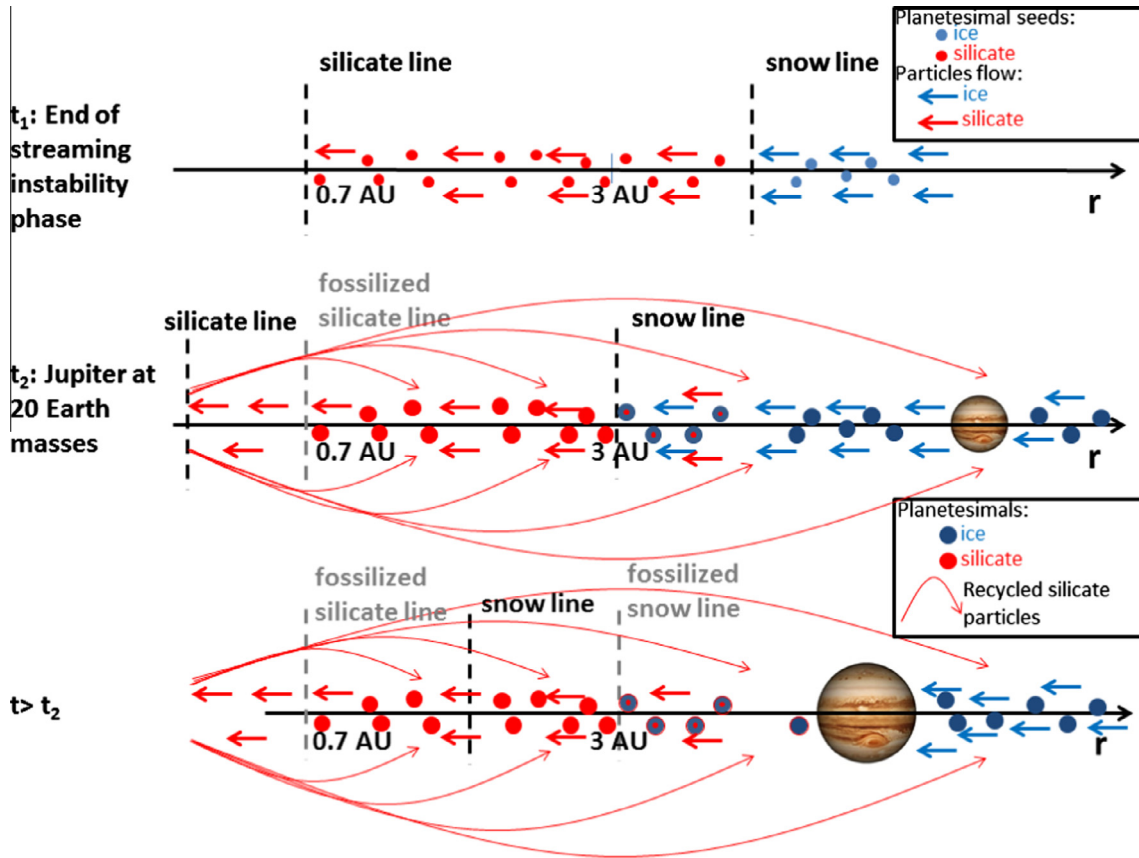 Planetesimal seeds:
ice
silicate
Particles flow:
ice
silicate
silicate line
snow line
t1: End of
streaming
instability
phase
0.7 AU
3 AU
r
fossilized
silicate line
silicate line
snow line
t2: Jupiter at
20 Earth
masses
0.7 AU
3 AU
r
Planetesimals:
ice
silicate
Recycled silicate
particles
fossilized
silicate line
snow line
fossilized
snow line
t> t2
0.7 AU
3 AU
r